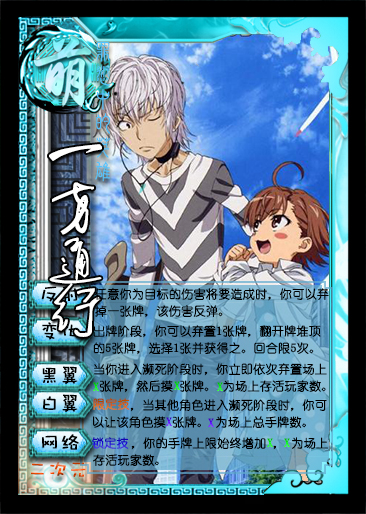 萌
一方通行
反
任意你为目标的伤害将要造成时，你可以弃
掉一张牌，该伤害反弹。
变
出牌阶段，你可以弃置1张牌，翻开牌堆顶
的5张牌，选择1张并获得之。回合限5次。
黑翼
当你进入濒死阶段时，你立即依次弃置场上
X张牌，然后摸X张牌。X为场上存活玩家数。
白翼
限定技，当其他角色进入濒死阶段时，你可
以让该角色摸X张牌。X为场上总手牌数。
网络
锁定技，你的手牌上限始终增加X，X为场上
存活玩家数。
二次元